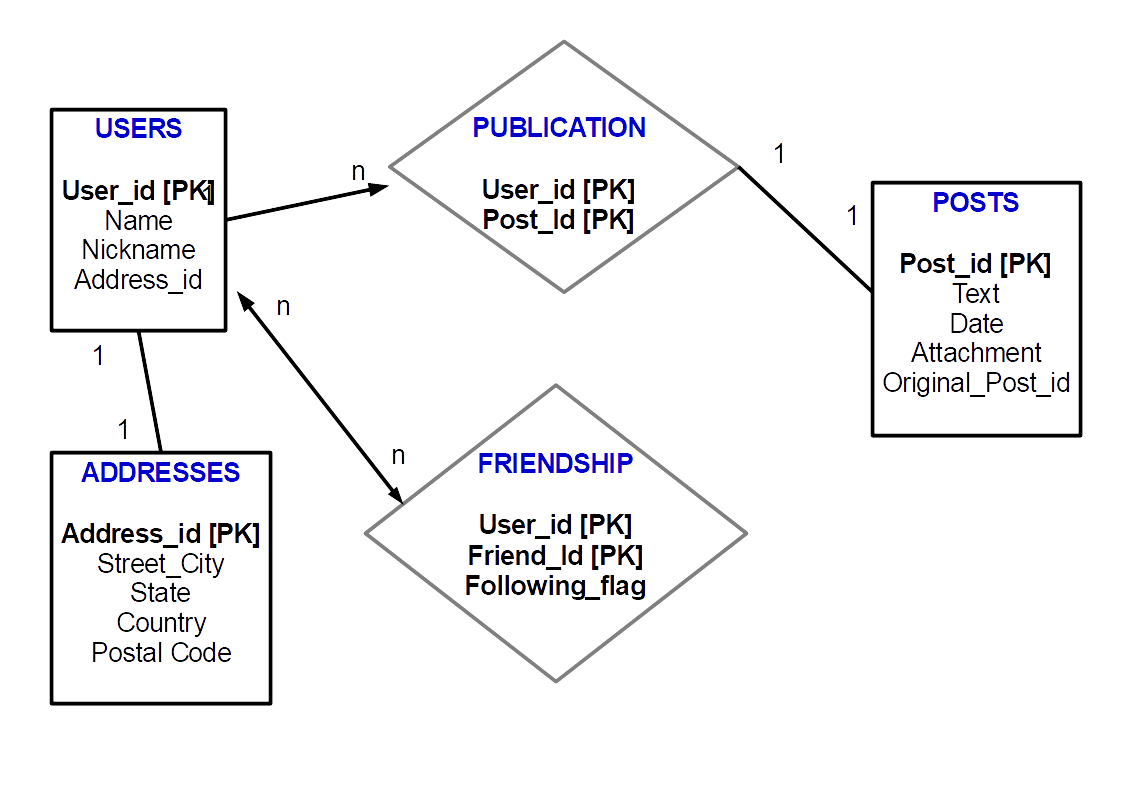 USERS
User_id [PK]
1
Name
Nickname
Address_id
n
PUBLICATION
User_id [PK]
Post_Id [PK]
1
1
POSTS
Post_id [PK]
Text
Date
Attachment
Original_Post_id
n
n
1
1
ADDRESSES
Address_id [PK]
Street_City
State
Country
Postal Code
FRIENDSHIP
User_id [PK]
Friend_Id [PK]
Following_flag